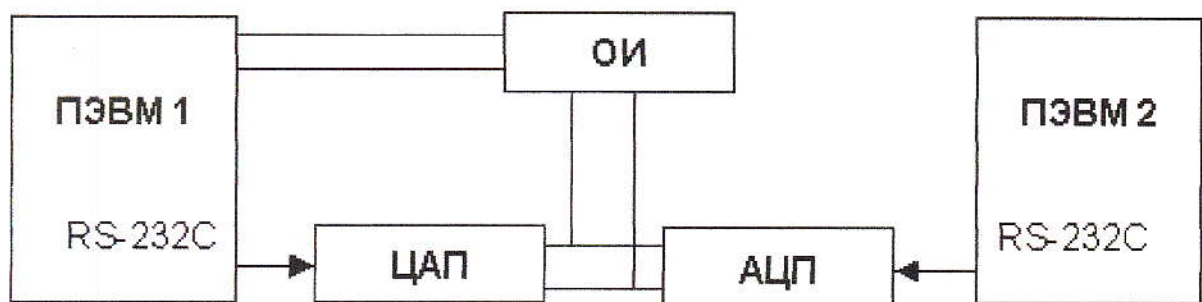 ОИ
ПЭВМ 1
ПЭВМ 2
RS-232C
RS-232C
ЦАП
АЦП